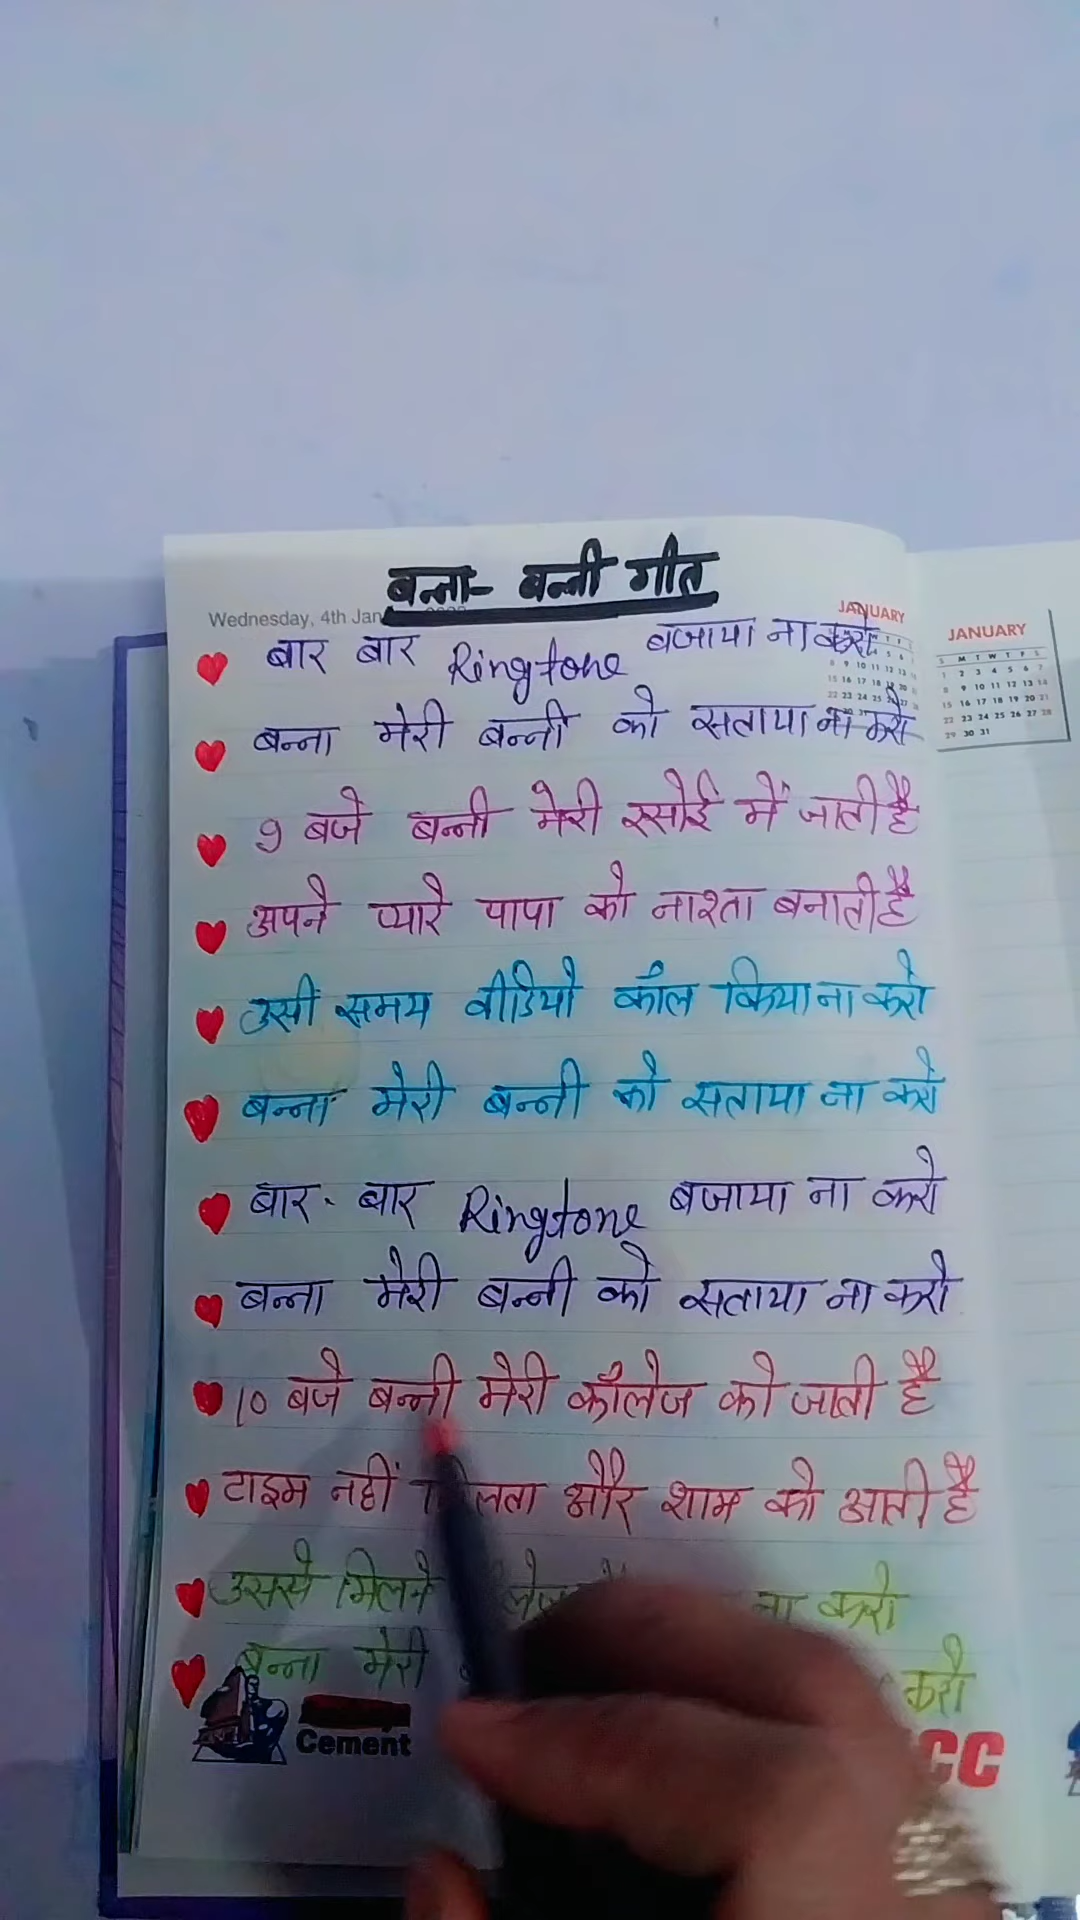 बन्ना- बन्नी गीत
Wednesday, 4th Jan
JANUARY
JANUARY
बार बार Ringtone बजाया ना करो
बन्ना मेरी बन्नी को सताया ना करो
9 बजे बन्नी मेरी रसोई में जाती है
अपने प्यारे पापा को नाश्ता बनाती है
उसी समय वीडियो कॉल किया ना करो
बन्ना मेरी बन्नी को सताया ना करो
बार- बार Ringtone बजाया ना करो
बन्ना मेरी बन्नी को सताया ना करो
10 बजे बन्नी मेरी कॉलेज को जाती है
टाइम नहीं और शाम को आती है
उससे मिलने ना करो
बन्ना मेरी करो
Cement
CC